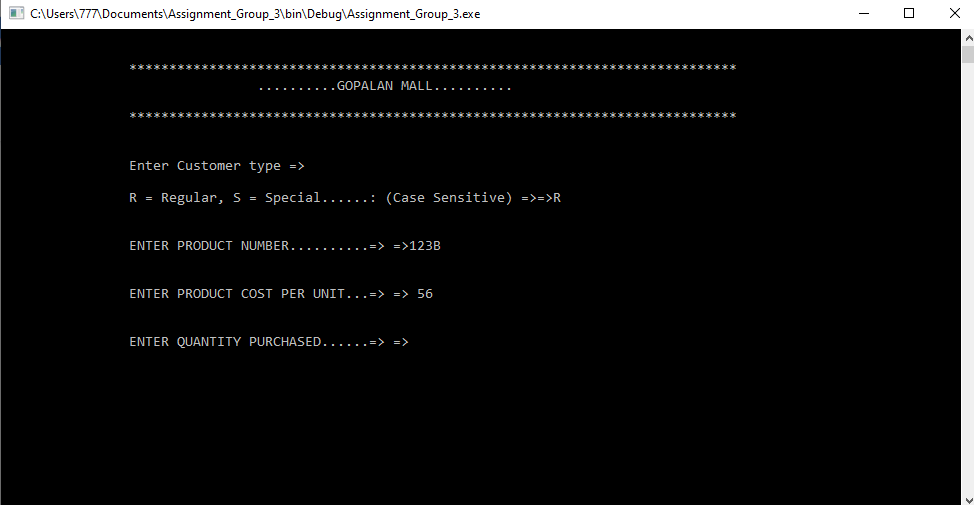 C:\Users\777\Documents\Assignment_Group_3\bin\Debug\Assignment_Group_3.exe
****************************************************************************
..........GOPALAN MALL..........
****************************************************************************
Enter Customer type =>
R = Regular, S = Special......: (Case Sensitive) =>=>R
ENTER PRODUCT NUMBER..........=> =>123B
ENTER PRODUCT COST PER UNIT...=> => 56
ENTER QUANTITY PURCHASED......=> =>